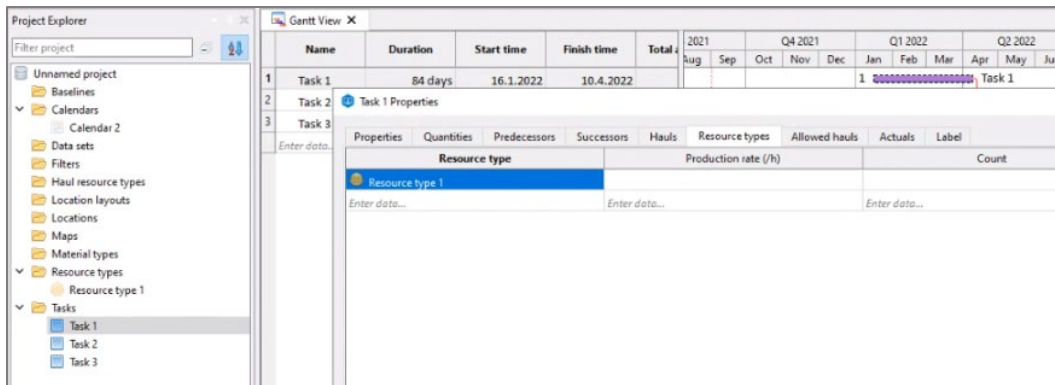 Project Explorer
Filter project
Unnamed project
Baselines
Calendars
Calendar 2
Data sets
Filters
Haul resource types
Location layouts
Locations
Maps
Material types
Resource types
Resource type 1
Tasks
Task 1
Task 2
Task 3
Gantt View
Name Duration Start time Finish time Total
2021 Q4 2021 Q1 2022 Q2 2022
Aug Sep Oct Nov Dec Jan Feb Mar Apr May
1 Task 1 84 days 16.1.2022 10.4.2022 1 Task 1
2 Task 2
3 Task 3
Enter data...
Task 1 Properties
Properties Quantities Predecessors Successors Hauls Resource types Allowed hauls Actuals Label
Resource type Production rate (/h) Count
Resource type 1
Enter data... Enter data... Enter data...